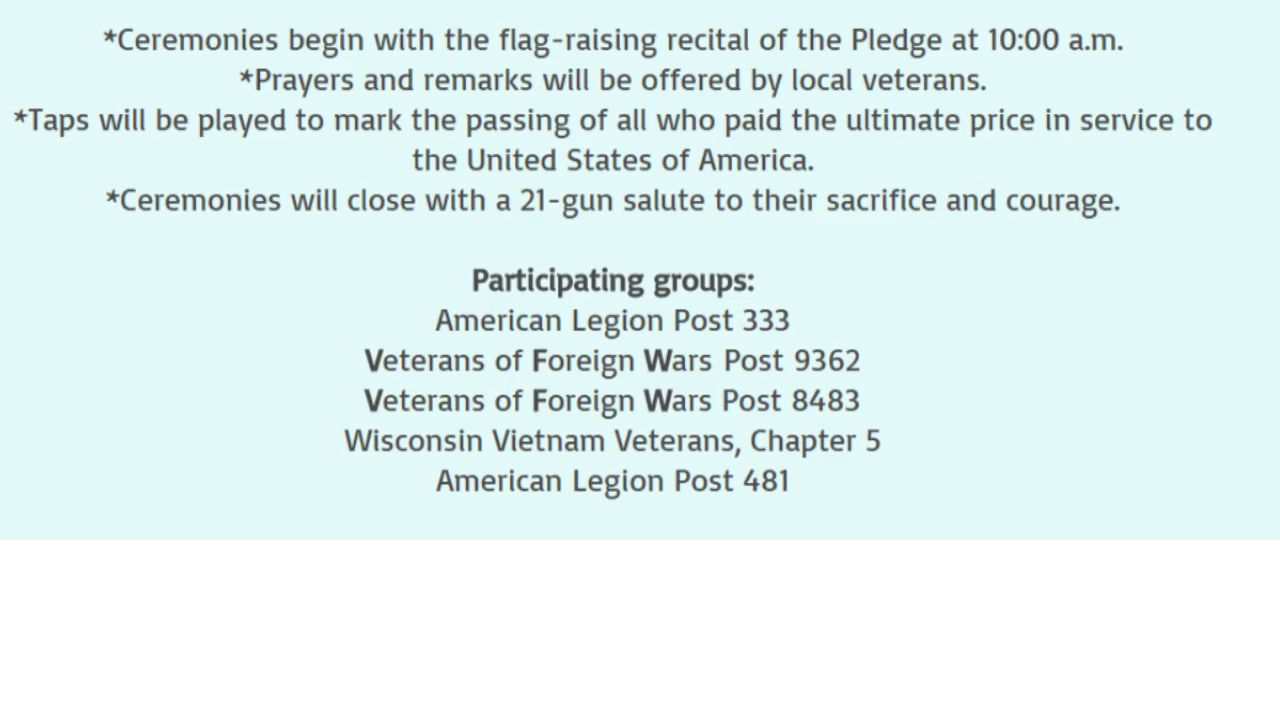 *Ceremonies begin with the flag-raising recital of the Pledge at 10:00 a.m.
*Prayers and remarks will be offered by local veterans.
*Taps will be played to mark the passing of all who paid the ultimate price in service to
the United States of America.
*Ceremonies will close with a 21-gun salute to their sacrifice and courage.
Participating groups:
American Legion Post 333
Veterans of Foreign Wars Post 9362
Veterans of Foreign Wars Post 8483
Wisconsin Vietnam Veterans, Chapter 5
American Legion Post 481